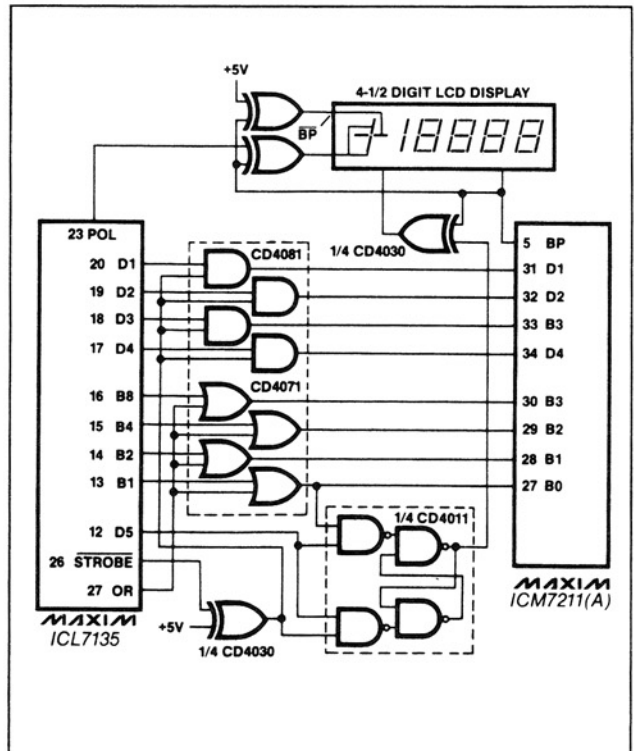 +5V
4-1/2 DIGIT LCD DISPLAY
BP
-18888
23 POL
CD4081
1/4 CD4030
5 BP
20 D1
31 D1
19 D2
32 D2
18 D3
33 B3
17 D4
34 D4
CD4071
16 B8
30 B3
15 B4
29 B2
14 B2
28 B1
13 B1
27 B0
1/4 CD4011
12 D5
26 STROBE
27 OR
MAXIM
ICL7135
+5V
1/4 CD4030
MAXIM
ICM7211(A)